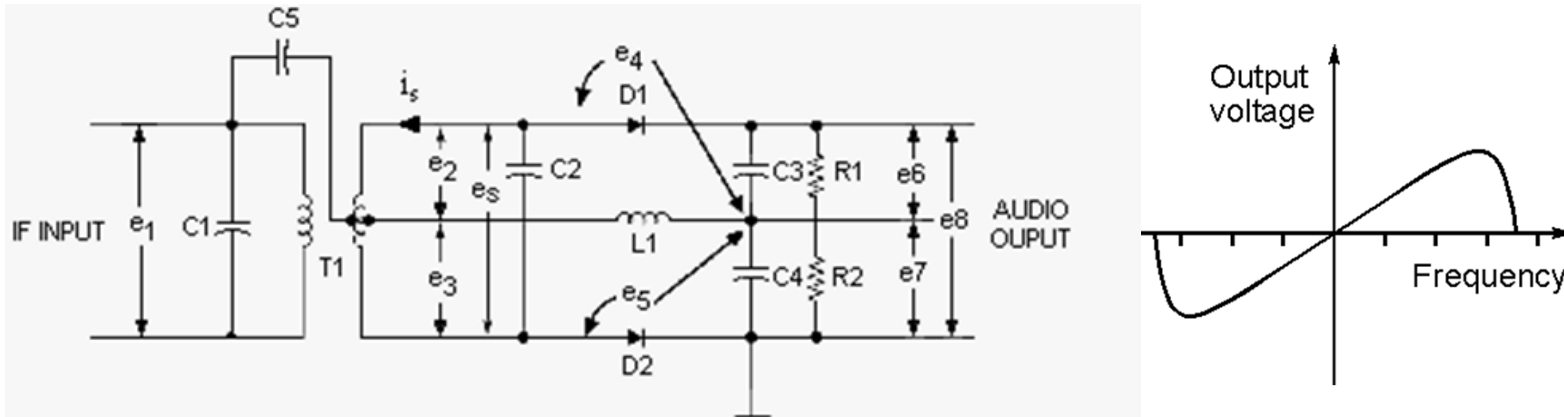 C5
e4
is
D1
e2
es
C2
C3
R1
e6
IF INPUT
e1
C1
T1
L1
e8
AUDIO
OUPUT
e3
e5
C4
R2
e7
D2
Output
voltage
Frequency